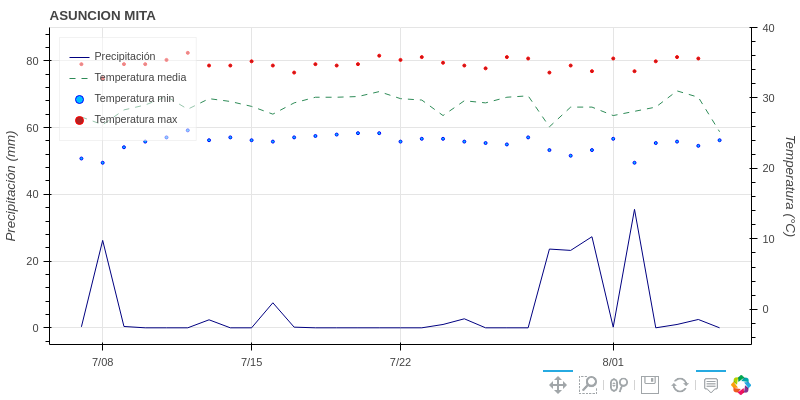 ASUNCION MITA
Precipitación
Temperatura media
Temperatura min
Temperatura max
Precipitación (mm)
80
60
40
20
0
Temperatura (°C)
40
30
20
10
0
7/08
7/15
7/22
8/01